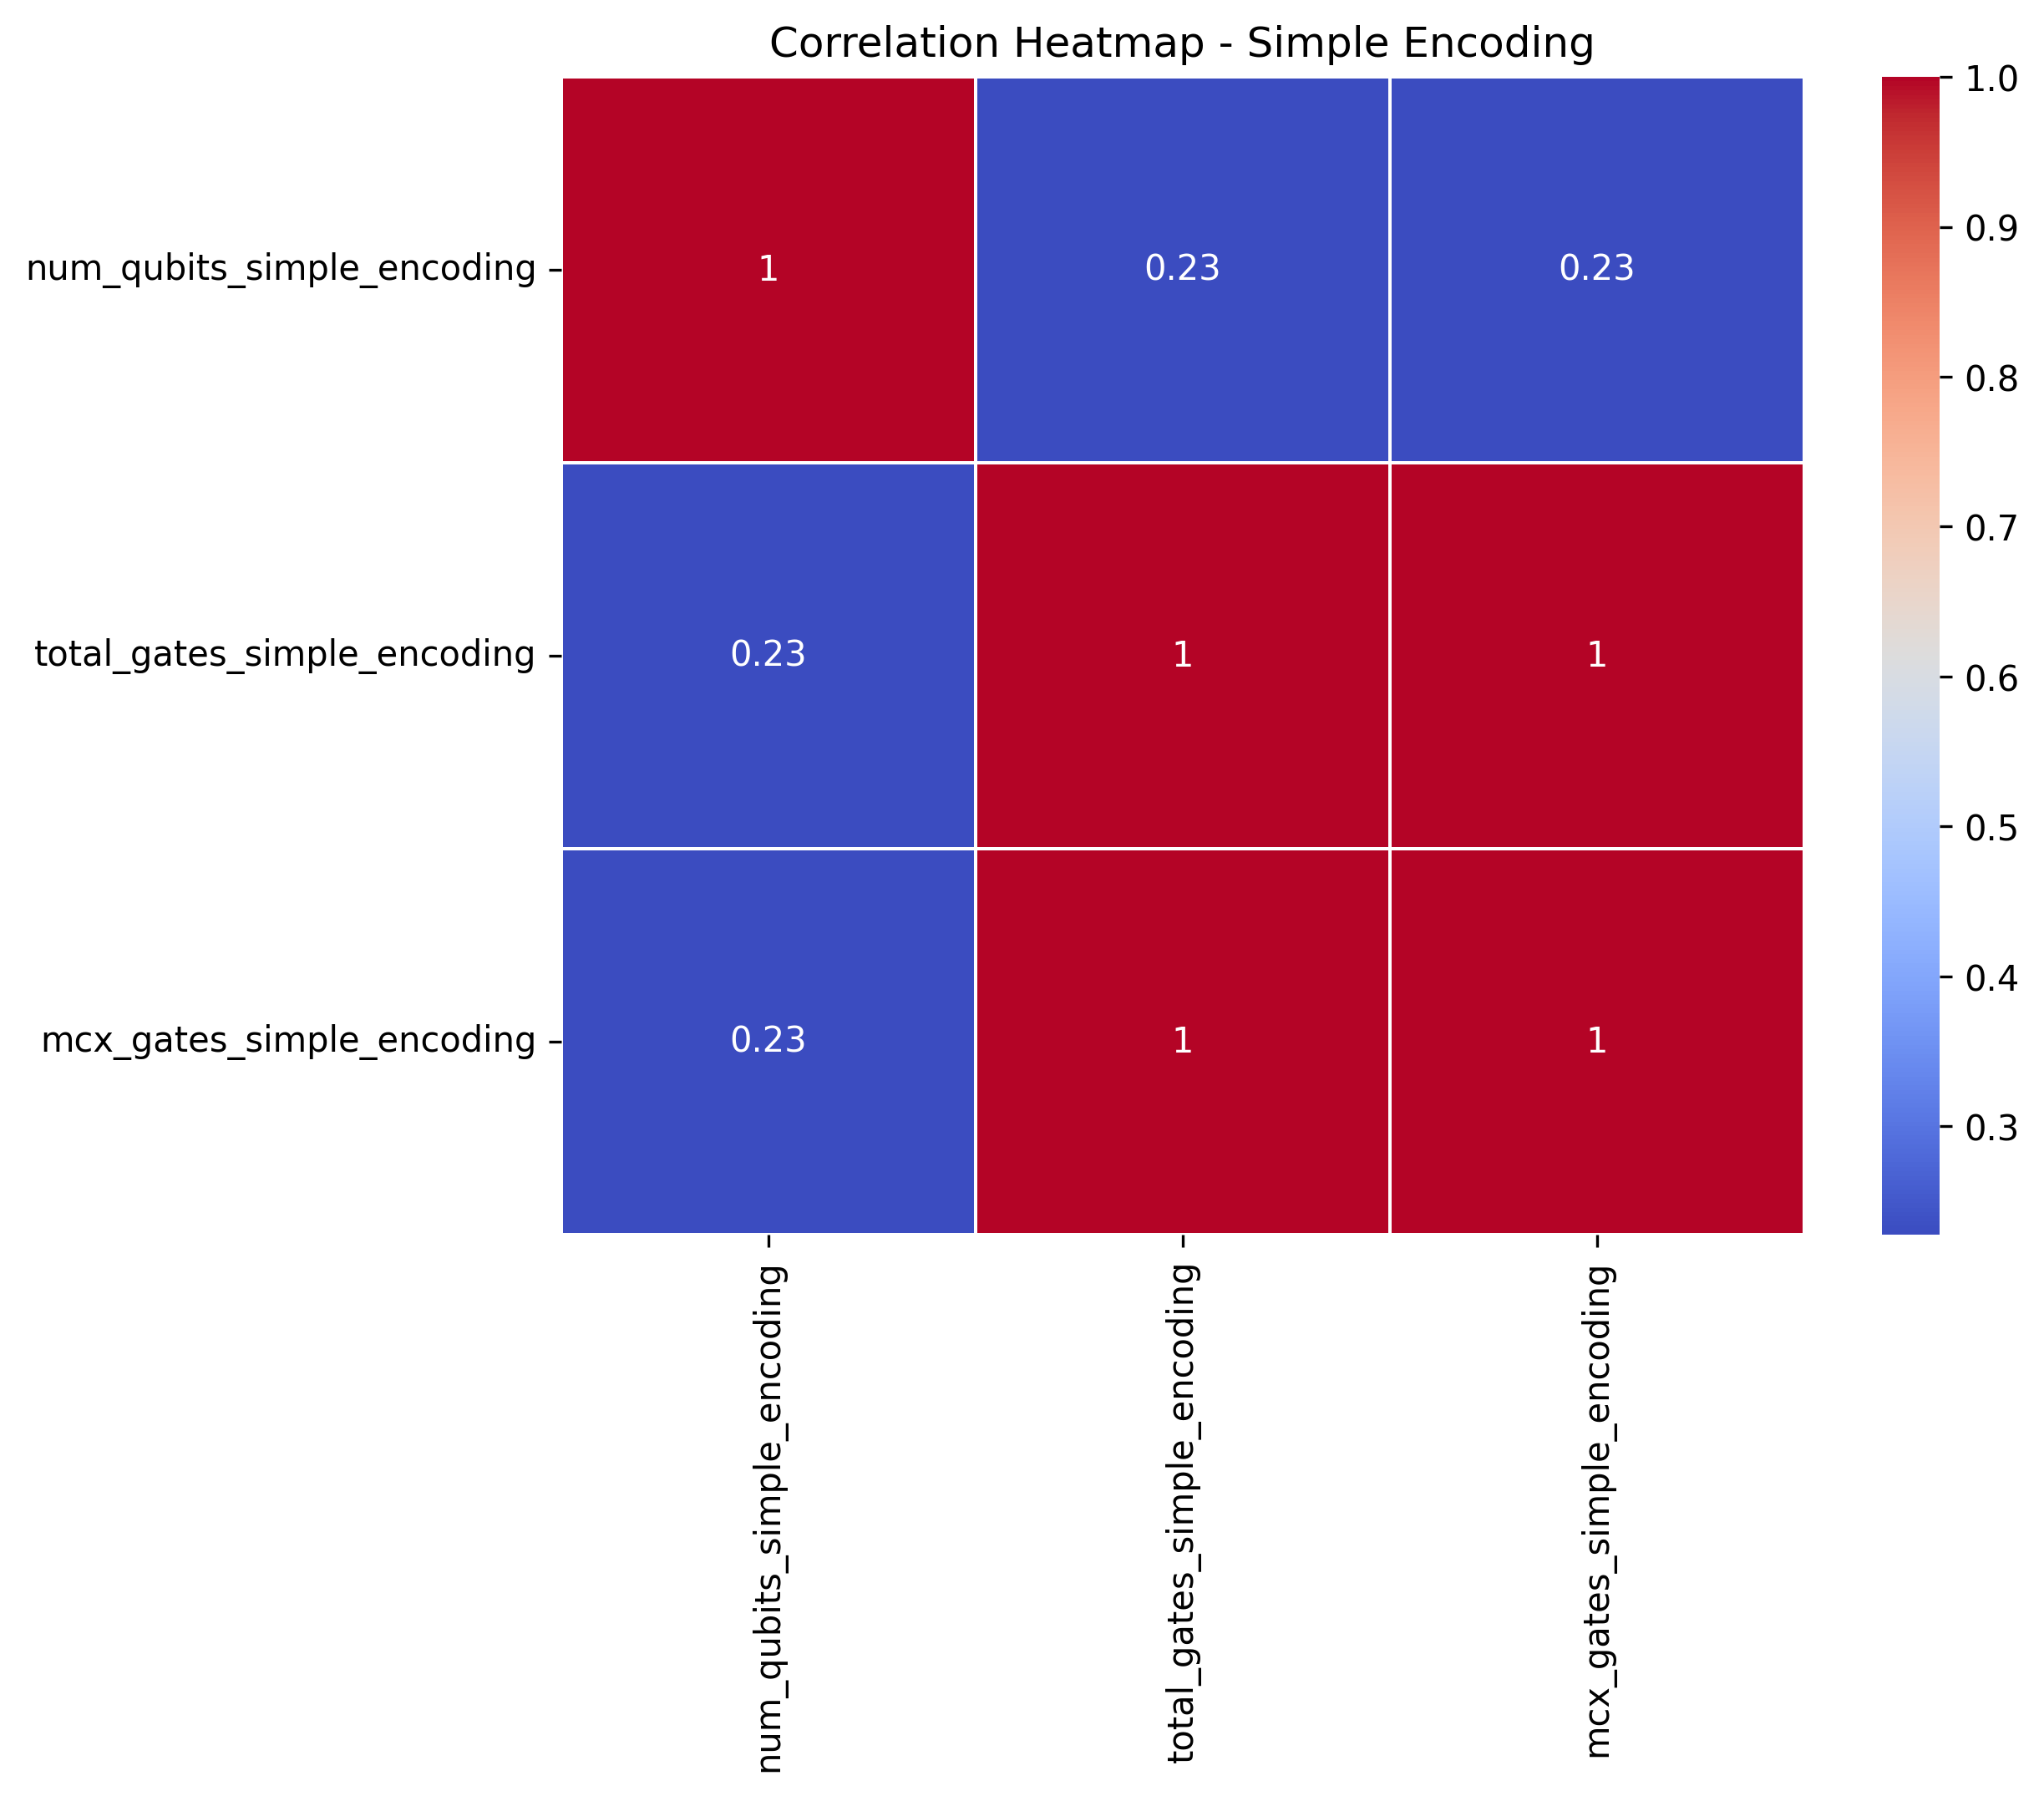 Correlation Heatmap - Simple Encoding
num_qubits_simple_encoding
1
0.23
0.23
total_gates_simple_encoding
0.23
1
1
mcx_gates_simple_encoding
0.23
1
1
num_qubits_simple_encoding
total_gates_simple_encoding
mcx_gates_simple_encoding
1.0
0.9
0.8
0.7
0.6
0.5
0.4
0.3